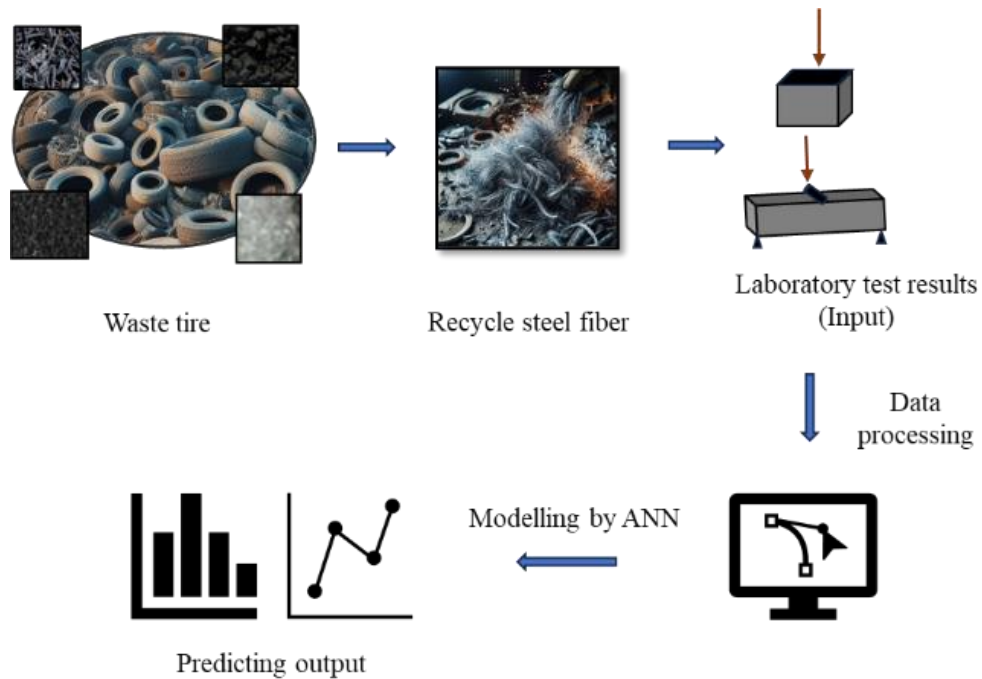 Waste tire
Recycle steel fiber
Laboratory test results
(Input)
Data
processing
Modelling by ANN
Predicting output